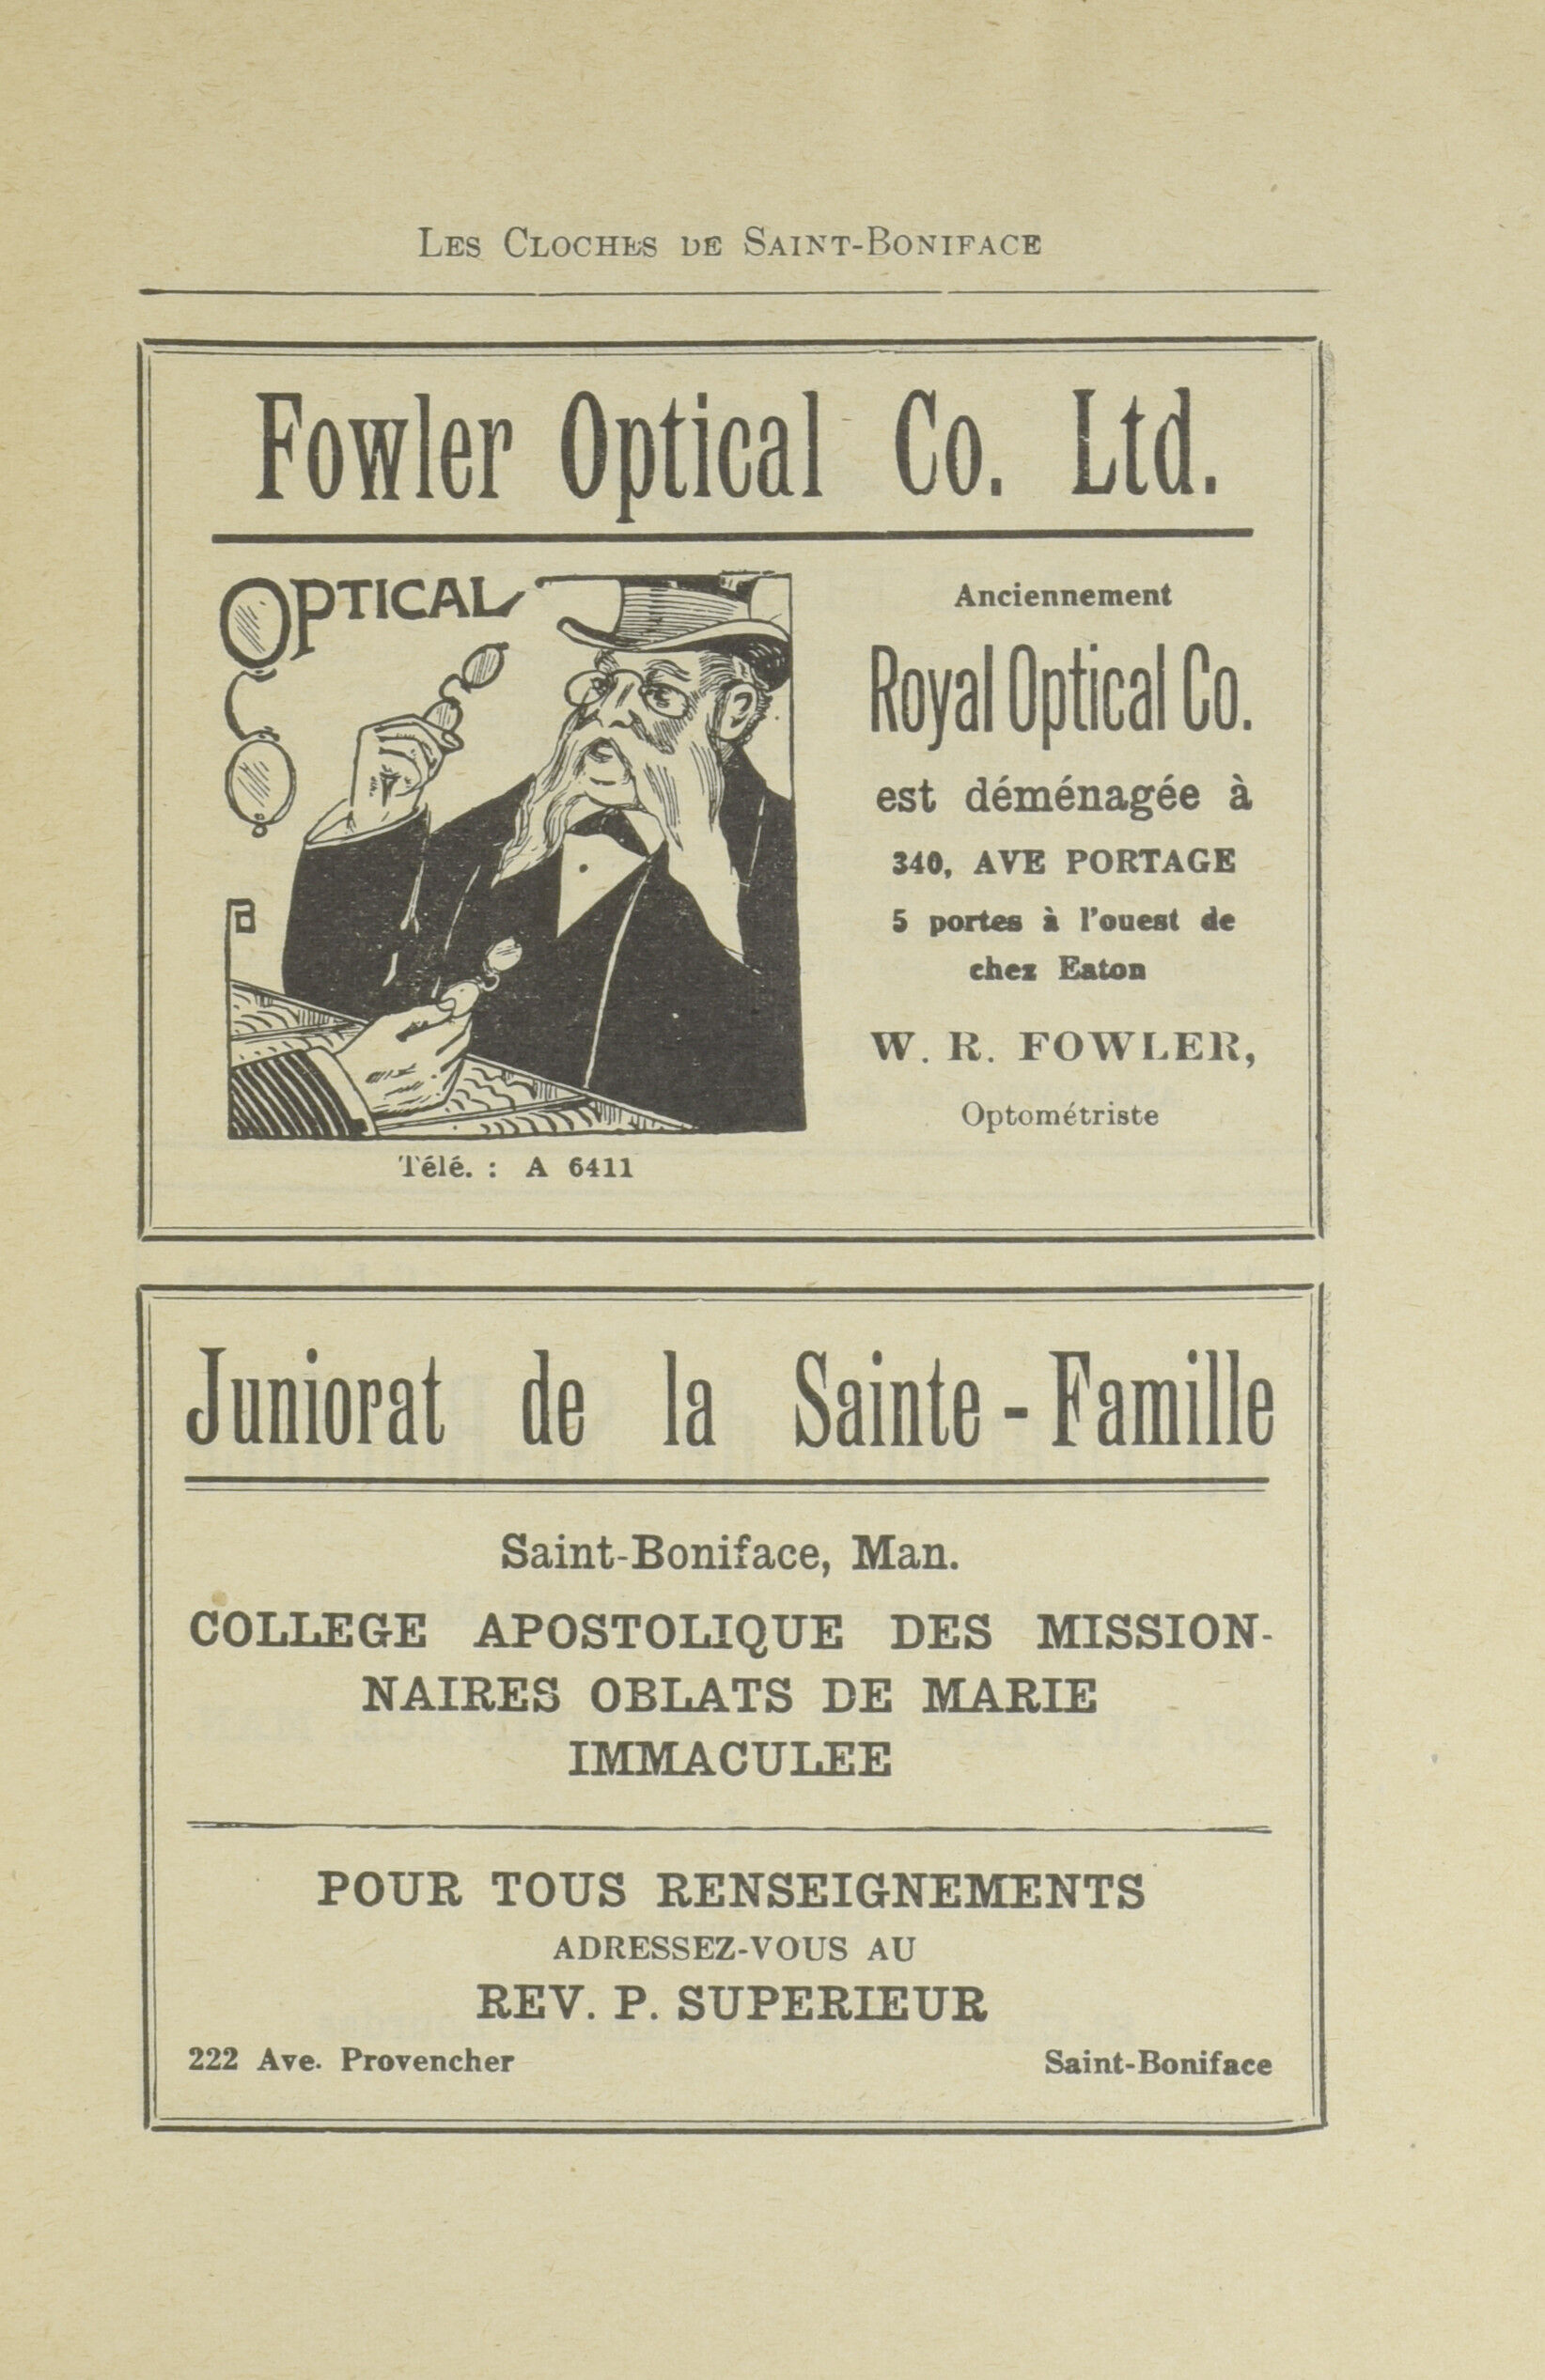 LES CLOCHES DE SAINT-BONIFACE
Fowler Optical Co. Ltd.
OPTICAL
Télé. : A 6411
Anciennement
Royal Optical Co.
est déménagée à
340, AVE PORTAGE
5 portes à l'ouest de
chez Eaton
W. R. FOWLER,
Optométriste
Juniorat de la Sainte-Famille
Saint-Boniface, Man.
COLLEGE APOSTOLIQUE DES MISSION-
NAIRES OBLATS DE MARIE
IMMACULEE
POUR TOUS RENSEIGNEMENTS
ADRESSEZ-VOUS AU
REV. P. SUPERIEUR
222 Ave. Provencher Saint-Boniface